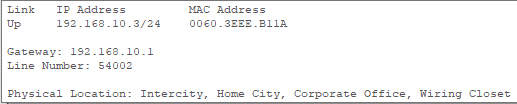 Link   IP Address         MAC Address
Up     192.168.10.3/24    0060.3EEE.B11A
Gateway: 192.168.10.1
Line Number: 54002
Physical Location: Intercity, Home City, Corporate Office, Wiring Closet